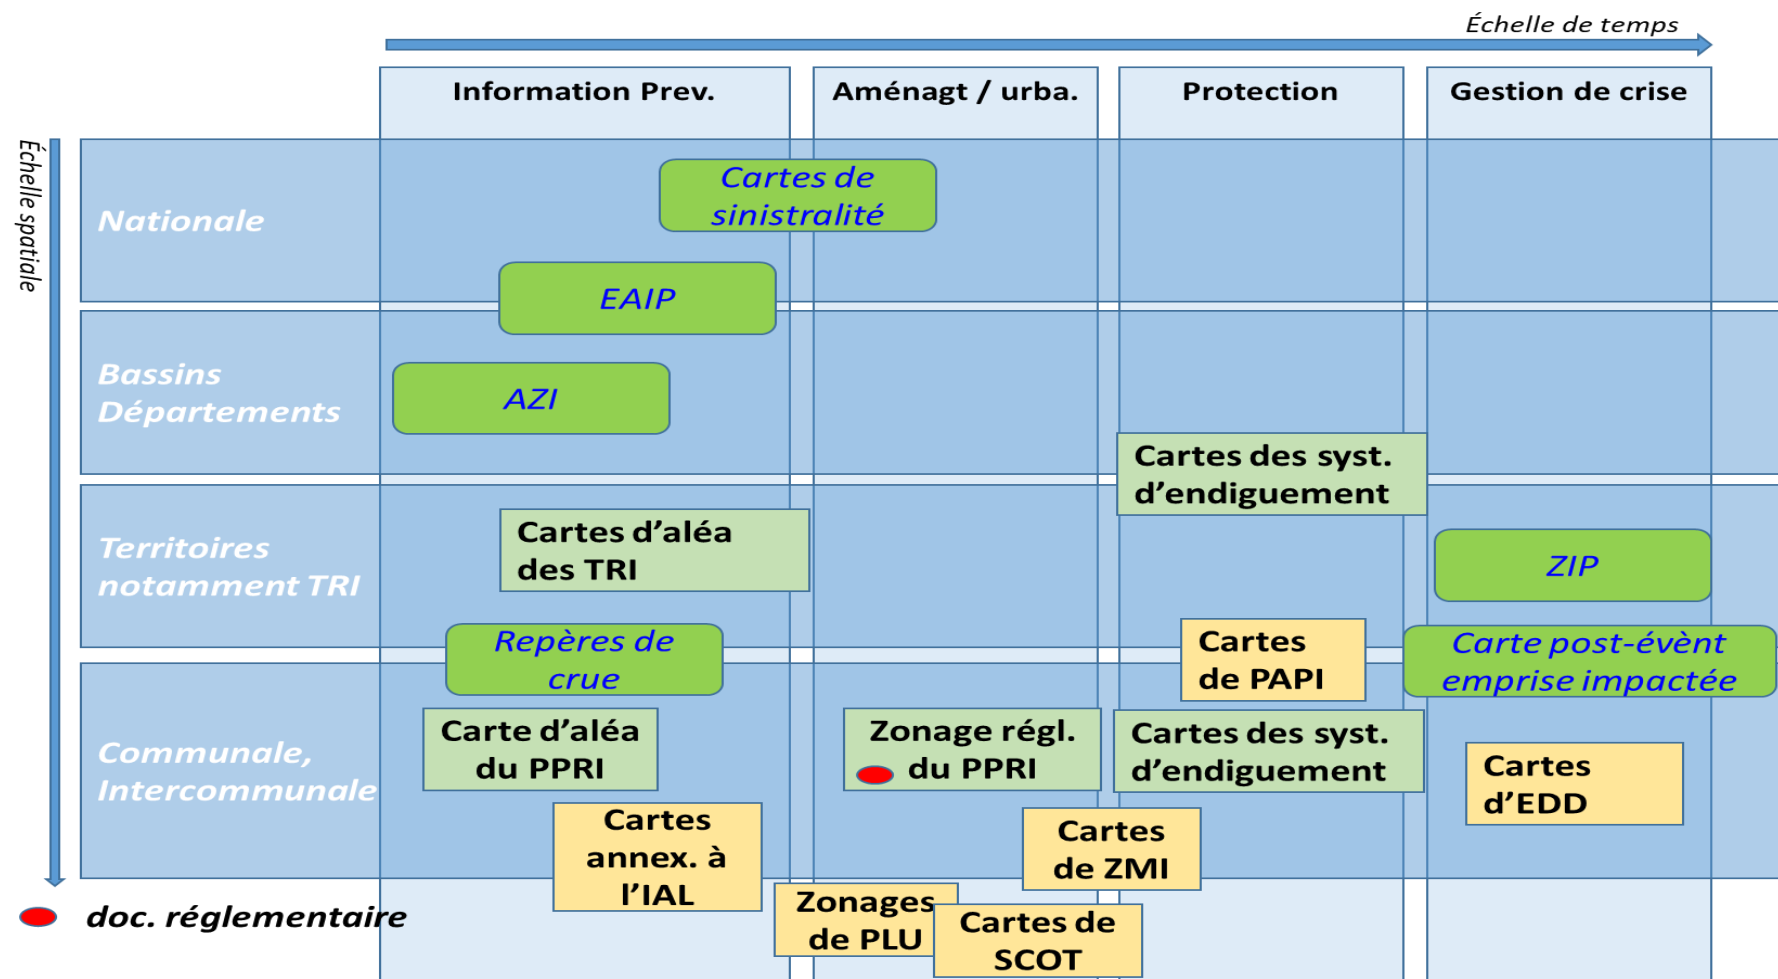 Échelle de temps
Information Prev.
Aménagt / urba.
Protection
Gestion de crise
Échelle spatiale
Nationale
Cartes de
sinistralité
EAIP
Bassins
Départements
AZI
Cartes des syst.
d’endiguement
Territoires
notamment TRI
Cartes d’aléa
des TRI
ZIP
Repères de
crue
Cartes
de PAPI
Carte post-évènt
emprise impactée
Communale,
Intercommunale
Carte d’aléa
du PPRI
Zonage régl.
du PPRI
Cartes des syst.
d’endiguement
Cartes
d’EDD
Cartes
annex. à
l’IAL
Cartes
de ZMI
Zonages
de PLU
Cartes de
SCOT
doc. réglementaire